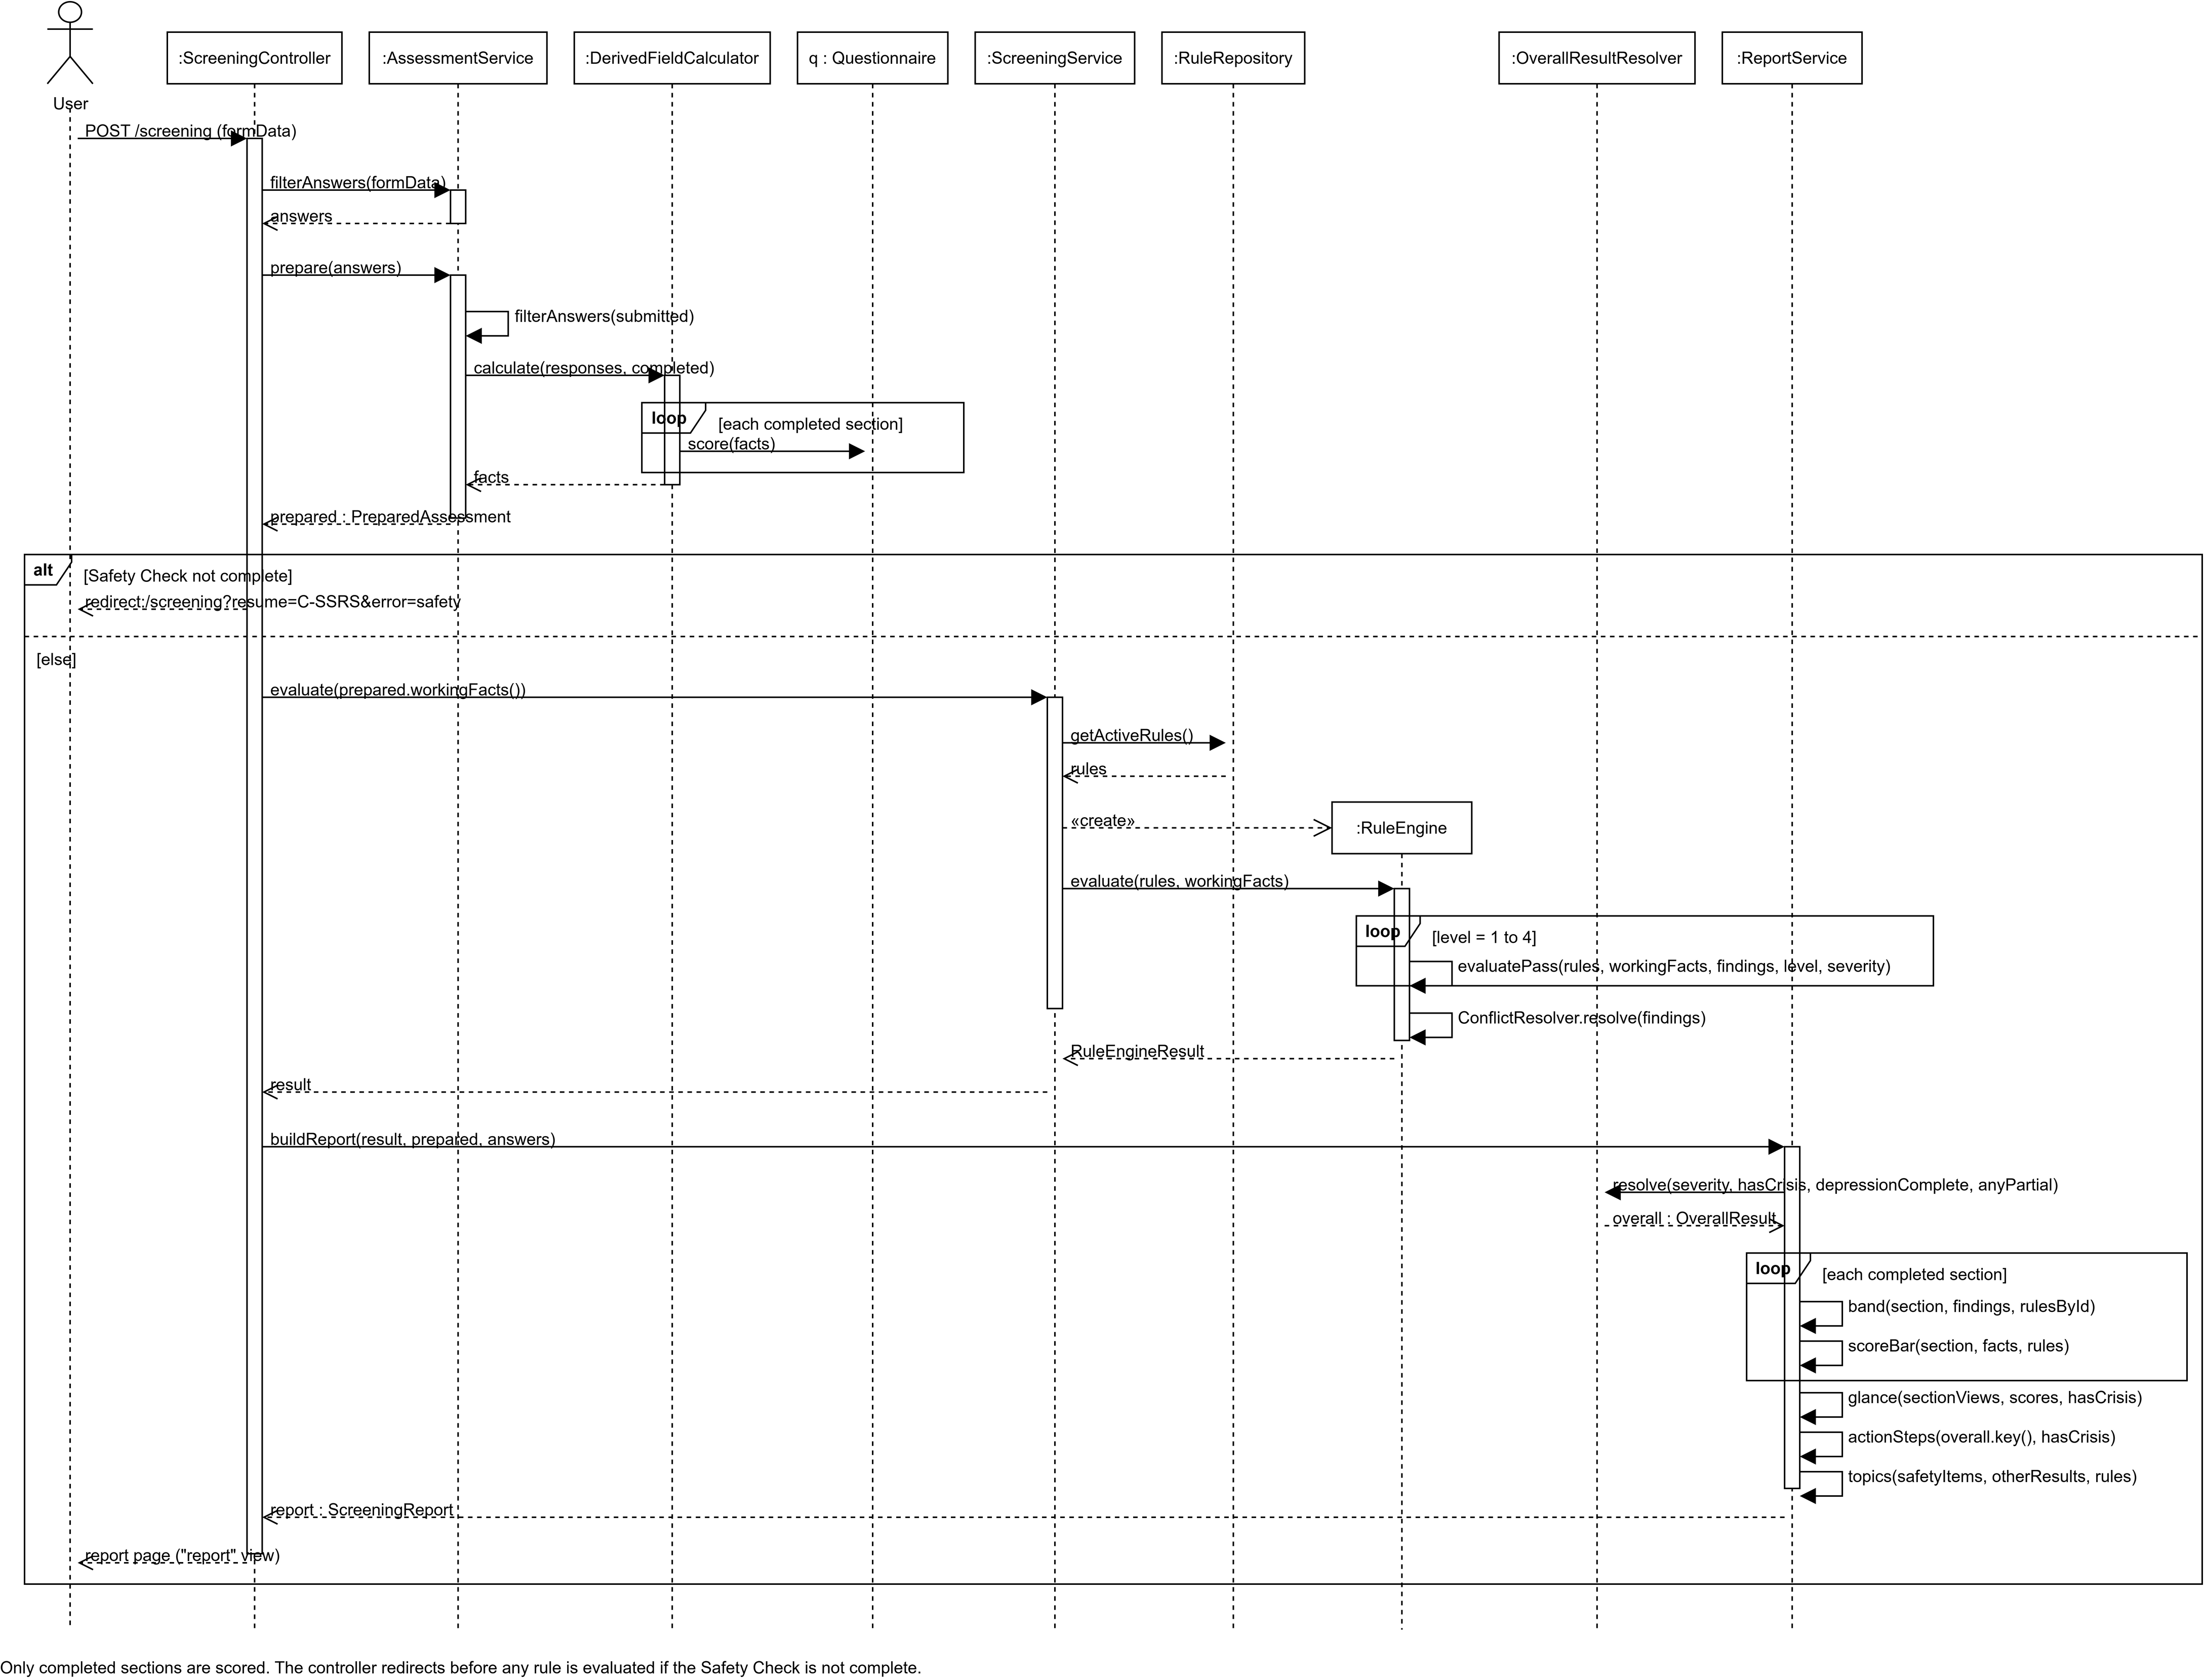 :ScreeningController
:AssessmentService
:DerivedFieldCalculator
q : Questionnaire
:ScreeningService
:RuleRepository
:OverallResultResolver
:ReportService
User
POST /screening (formData)
filterAnswers(formData)
answers
prepare(answers)
filterAnswers(submitted)
calculate(responses, completed)
loop
[each completed section]
score(facts)
facts
prepared : PreparedAssessment
alt
[Safety Check not complete]
redirect:/screening?resume=C-SSRS&error=safety
[else]
evaluate(prepared.workingFacts())
getActiveRules()
rules
«create»
:RuleEngine
evaluate(rules, workingFacts)
loop
[level = 1 to 4]
evaluatePass(rules, workingFacts, findings, level, severity)
ConflictResolver.resolve(findings)
RuleEngineResult
result
buildReport(result, prepared, answers)
resolve(severity, hasCrisis, depressionComplete, anyPartial)
overall : OverallResult
loop
[each completed section]
band(section, findings, rulesById)
scoreBar(section, facts, rules)
glance(sectionViews, scores, hasCrisis)
actionSteps(overall.key(), hasCrisis)
topics(safetyItems, otherResults, rules)
report : ScreeningReport
report page ("report" view)
Only completed sections are scored. The controller redirects before any rule is evaluated if the Safety Check is not complete.